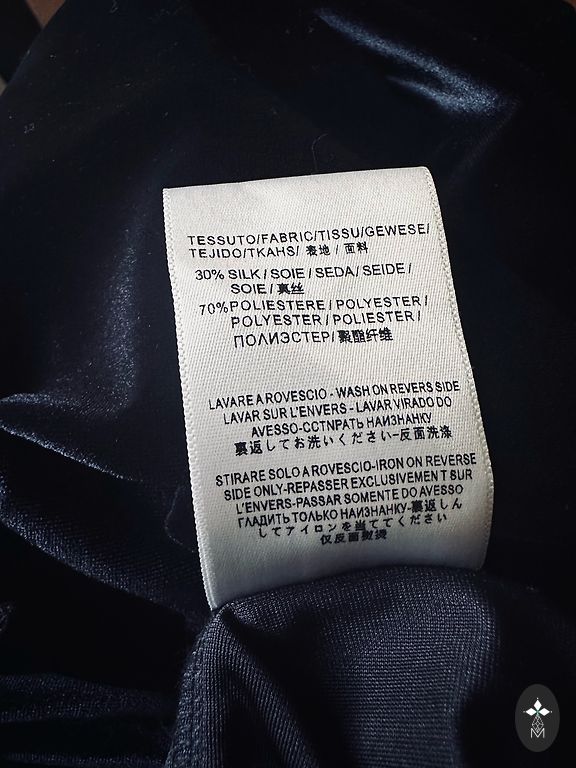 TESSUTO/FABRIC/TISSU/GEWESE/
TEJIDO/TKAHS/ 表地 / 面料
30% SILK / SOIE / SEDA / SEIDE /
SOIE / 真丝
70% POLIESTERE / POLYESTER /
POLYESTER / POLIESTER /
ПОЛИЭСТЕР/ 聚酯纤维
LAVARE A ROVESCIO - WASH ON REVERS SIDE
LAVAR SUR L'ENVERS - LAVAR VIRADO DO
AVESSO-CCTNPATЬ НАИЗНАНКУ
裏返してお洗いください-反面洗涤
STIRARE SOLO A ROVESCIO-IRON ON REVERSE
SIDE ONLY-REPASSER EXCLUSIVEMEN T SUR
L'ENVERS-PASSAR SOMENTE DO AVESSO
ГЛАДИТЬ ТОЛЬКО НАИЗНАНКУ-裏返しん
してアイロンを当ててください
仅反面熨烫
M